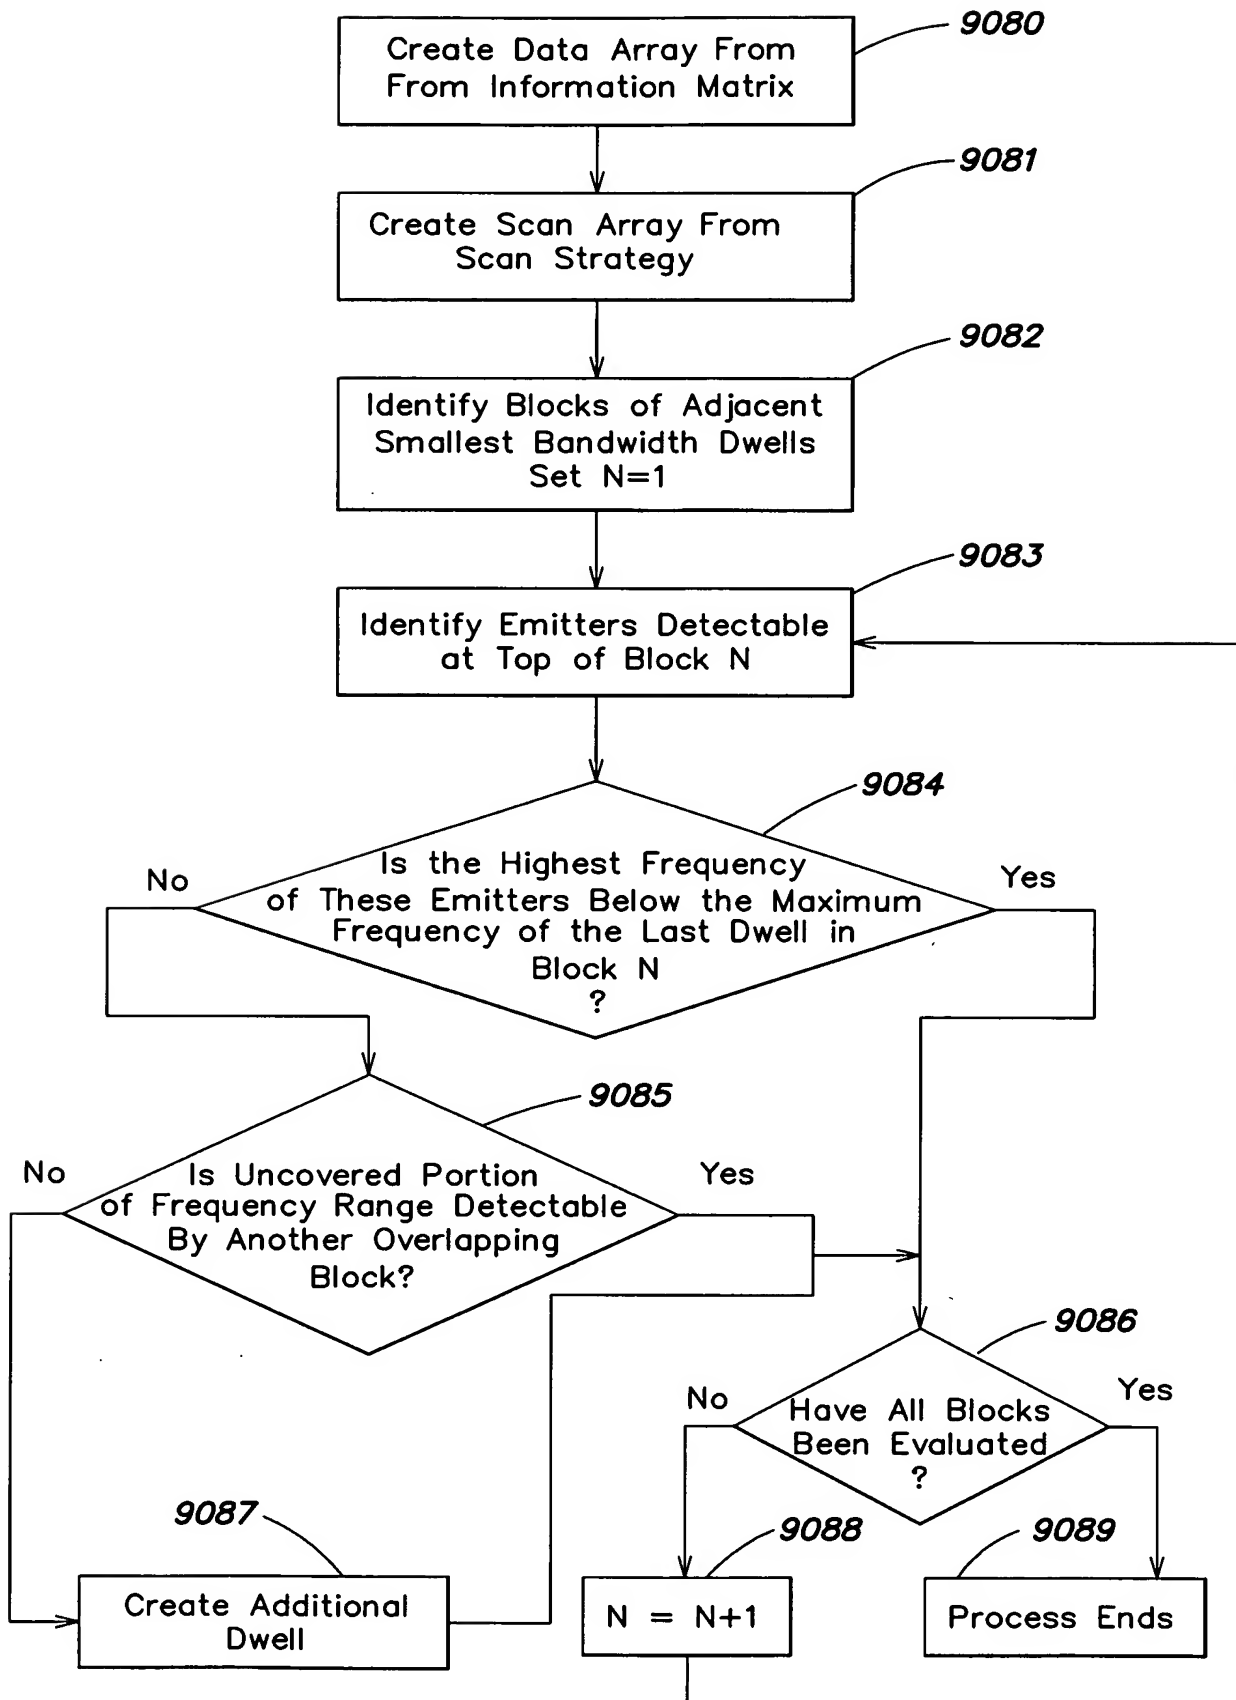 9080
Create Data Array From
From Information Matrix
9081
Create Scan Array From
Scan Strategy
9082
Identify Blocks of Adjacent
Smallest Bandwidth Dwells
Set N=1
9083
Identify Emitters Detectable
at Top of Block N
9084
No
Is the Highest Frequency
of These Emitters Below the Maximum
Frequency of the Last Dwell in
Block N
?
Yes
9085
No
Is Uncovered Portion
of Frequency Range Detectable
By Another Overlapping
Block?
Yes
9086
No
Have All Blocks
Been Evaluated
?
Yes
9087
Create Additional
Dwell
9088
N = N+1
9089
Process Ends